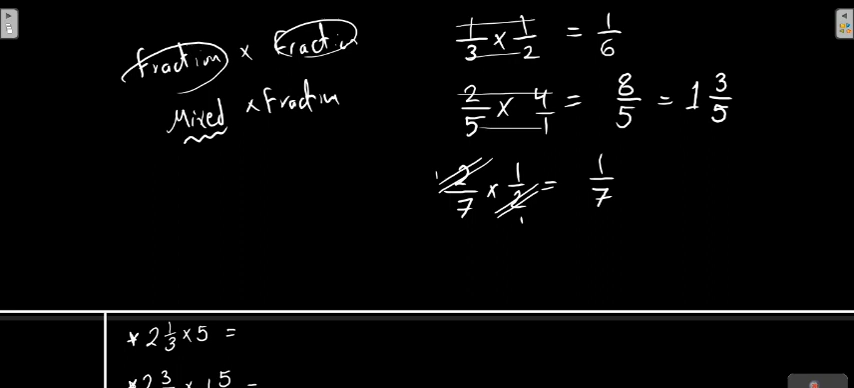 Fraction × Fraction
Mixed × Fraction
1/3 × 1/2 = 1/6
2/5 × 4/1 = 8/5 = 1 3/5
2/7 × 1/2 = 1/7
* 2 1/3 × 5 =